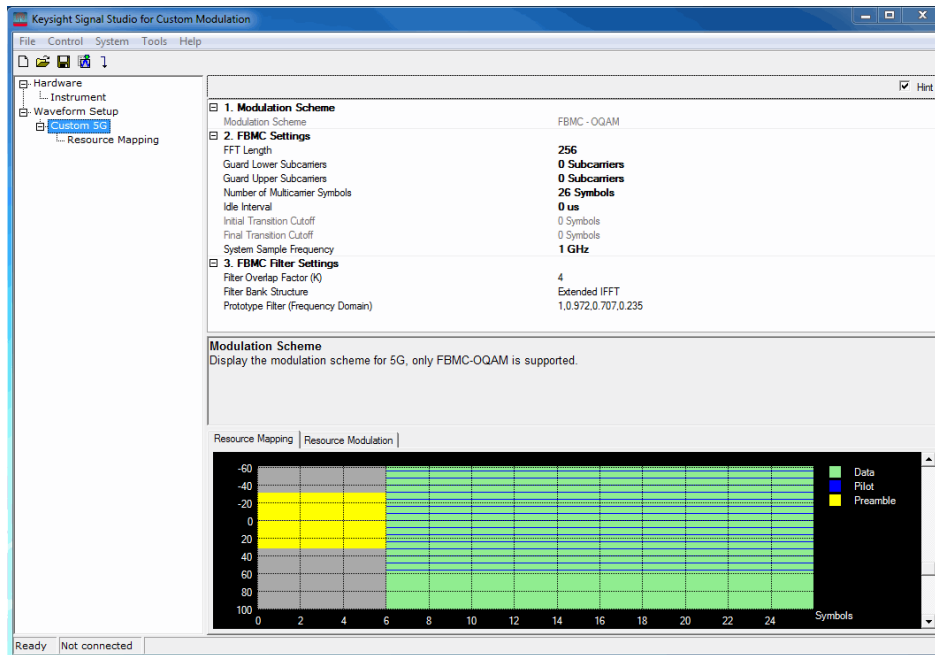 Keysight Signal Studio for Custom Modulation
File Control System Tools Help
Hint
Hardware
Instrument
Waveform Setup
Custom 5G
Resource Mapping
1. Modulation Scheme
Modulation Scheme FBMC - OQAM
2. FBMC Settings
FFT Length 256
Guard Lower Subcarriers 0 Subcarriers
Guard Upper Subcarriers 0 Subcarriers
Number of Multicarrier Symbols 26 Symbols
Idle Interval 0 us
Initial Transition Cutoff 0 Symbols
Final Transition Cutoff 0 Symbols
System Sample Frequency 1 GHz
3. FBMC Filter Settings
Filter Overlap Factor (K) 4
Filter Bank Structure Extended IFFT
Prototype Filter (Frequency Domain) 1,0.972,0.707,0.235
Modulation Scheme
Display the modulation scheme for 5G, only FBMC-OQAM is supported.
Resource Mapping Resource Modulation
-60
-40
-20
0
20
40
60
80
100
0 2 4 6 8 10 12 14 16 18 20 22 24 Symbols
Data
Pilot
Preamble
Ready Not connected